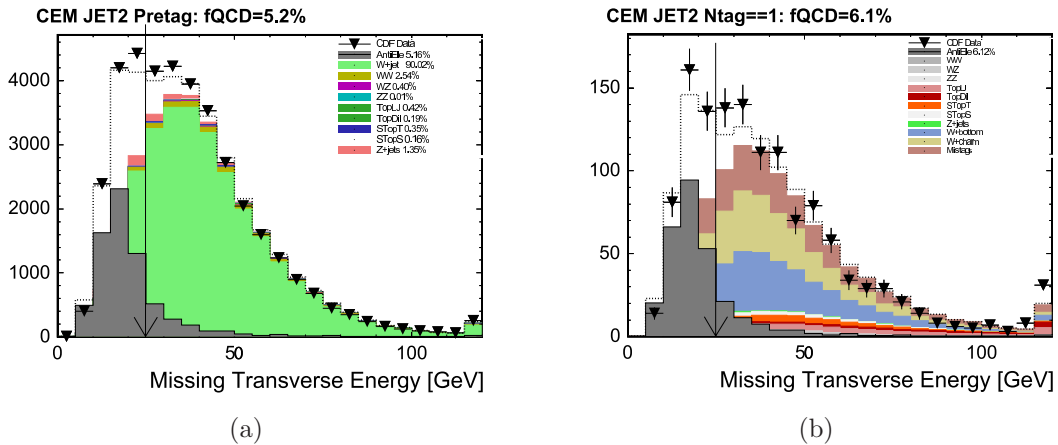 CEM JET2 Pretag: fQCD=5.2%
CDF Data
AntiEle 5.16%
W+jet 90.02%
WW 2.54%
WZ 0.40%
ZZ 0.01%
TopLJ 0.42%
TopDil 0.19%
STopT 0.35%
STopS 0.16%
Z+jets 1.35%
4000
3000
2000
1000
0
0 50 100
Missing Transverse Energy [GeV]
(a)
CEM JET2 Ntag==1: fQCD=6.1%
CDF Data
AntiEle 6.12%
WW
WZ
ZZ
TopLJ
TopDil
STopT
STopS
Z+jets
W+bottom
W+charm
Mistags
150
100
50
0
0 50 100
Missing Transverse Energy [GeV]
(b)